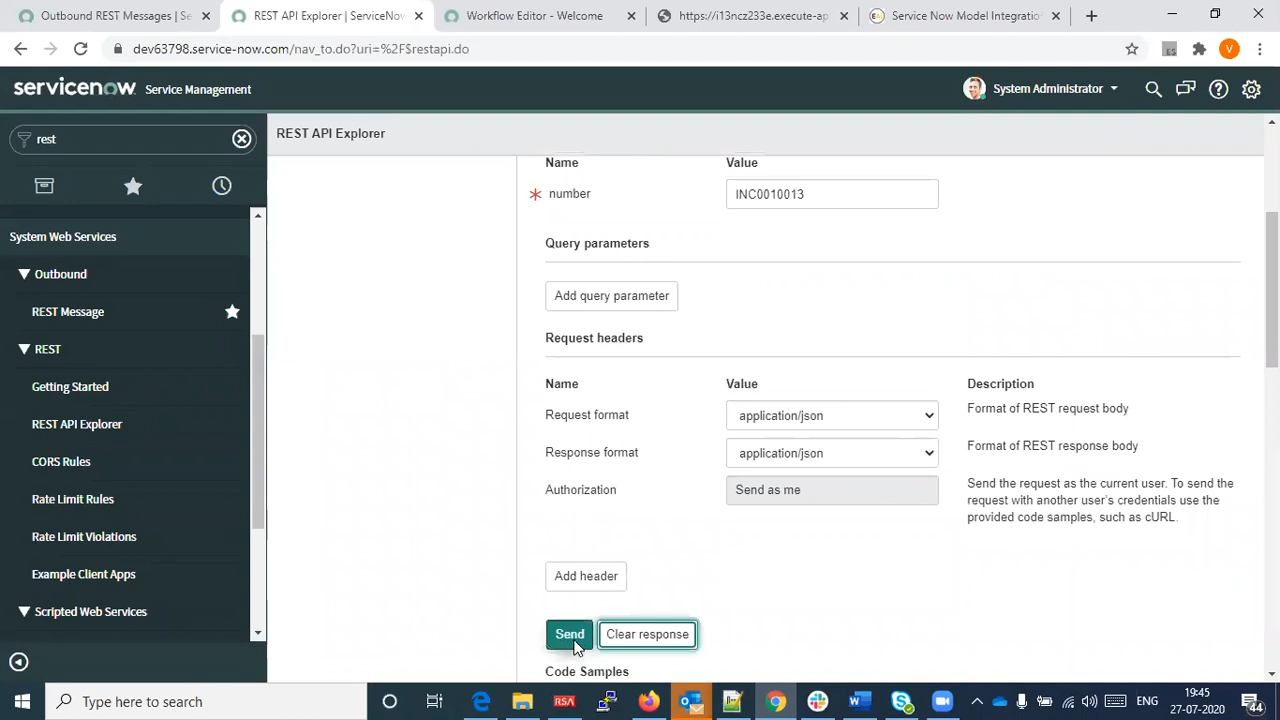 Outbound REST Messages | Se
REST API Explorer | ServiceNow
Workflow Editor - Welcome
https://i13ncz233e.execute-ap
Service Now Model Integration
dev63798.service-now.com/nav_to.do?uri=%2F$restapi.do
V
servicenow Service Management
System Administrator
rest
REST API Explorer
System Web Services
Outbound
REST Message
REST
Getting Started
REST API Explorer
CORS Rules
Rate Limit Rules
Rate Limit Violations
Example Client Apps
Scripted Web Services
Name Value
* number INC0010013
Query parameters
Add query parameter
Request headers
Name Value Description
Request format application/json Format of REST request body
Response format application/json Format of REST response body
Authorization Send as me Send the request as the current user. To send the
request with another user's credentials use the
provided code samples, such as cURL.
Add header
Send Clear response
Code Samples
Type here to search
RSA
ENG
19:45
27-07-2020
44